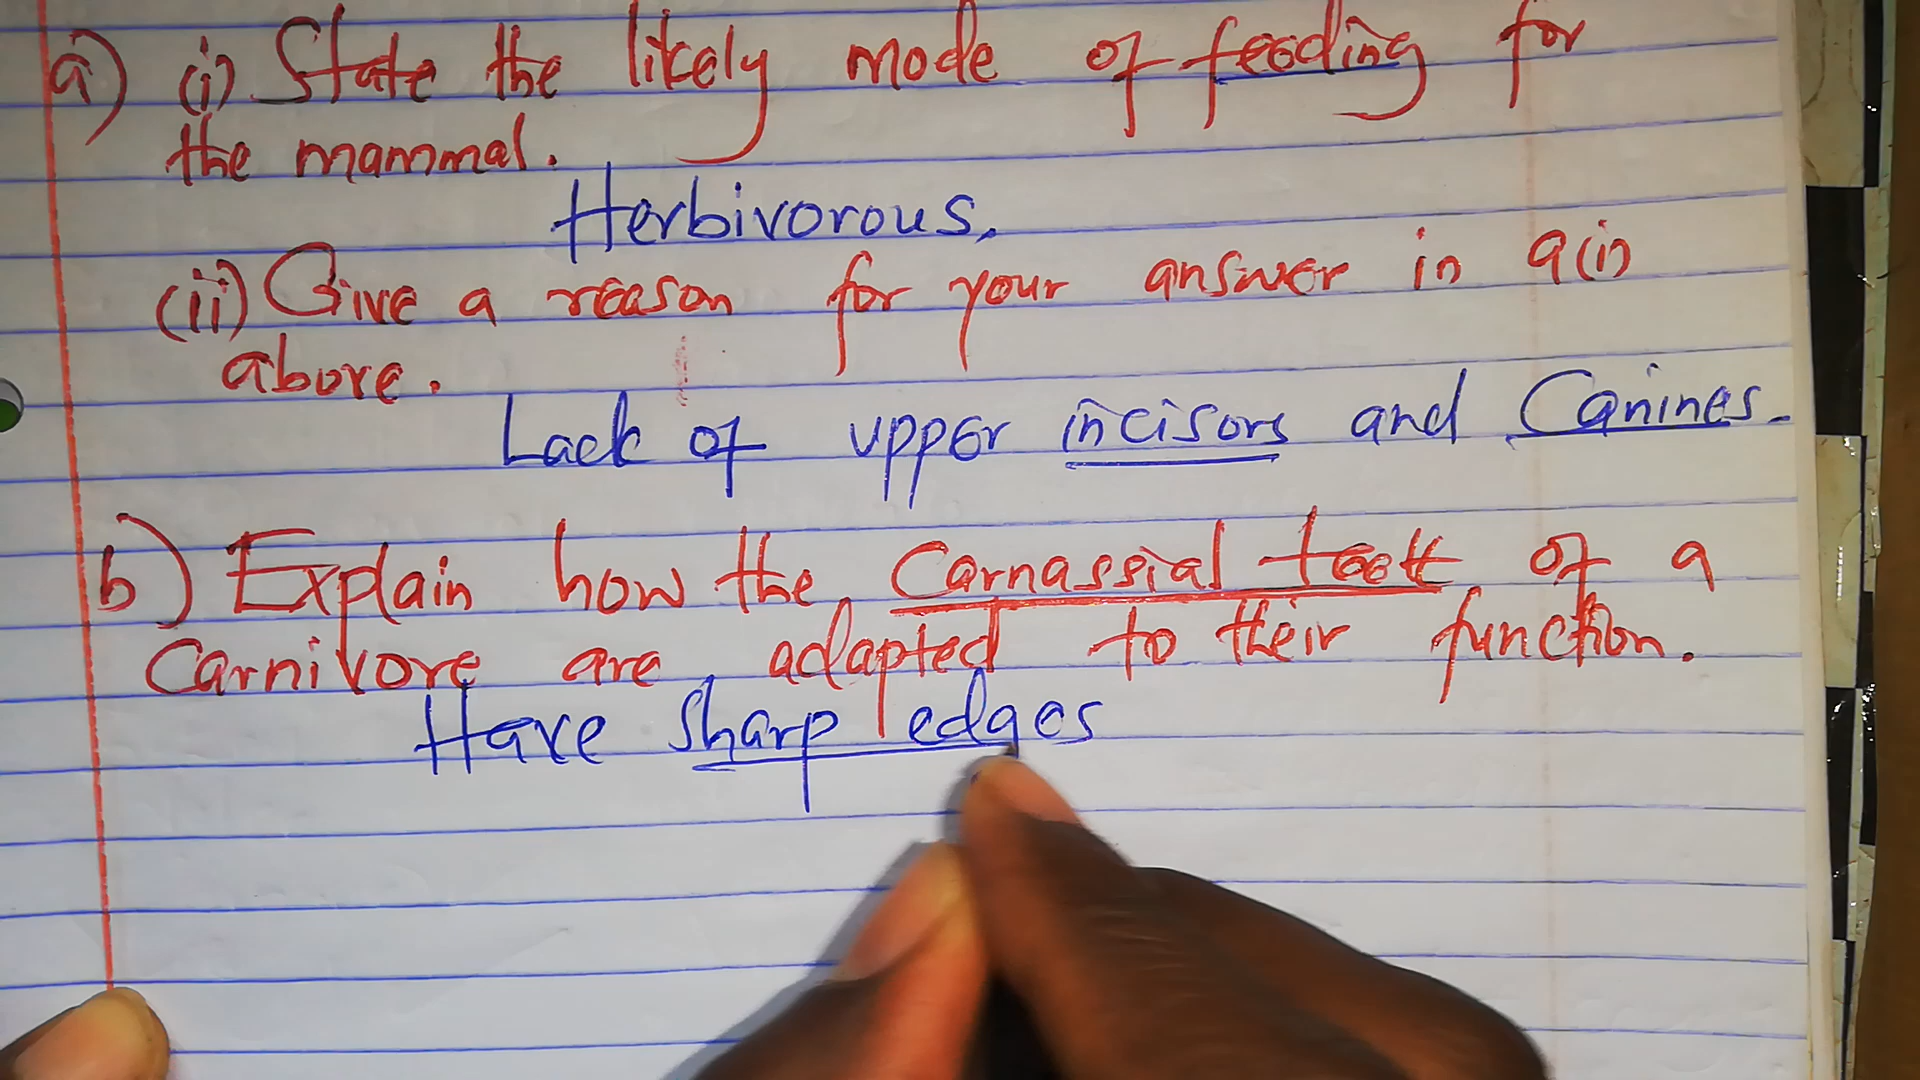 a) (i) State the likely mode of feeding for
the mammal.
Herbivorous.
(ii) Give a reason for your answer in a(i)
above.
Lack of upper incisors and Canines.
b) Explain how the Carnassial teeth of a
Carnivore are adapted to their function.
Have sharp edges